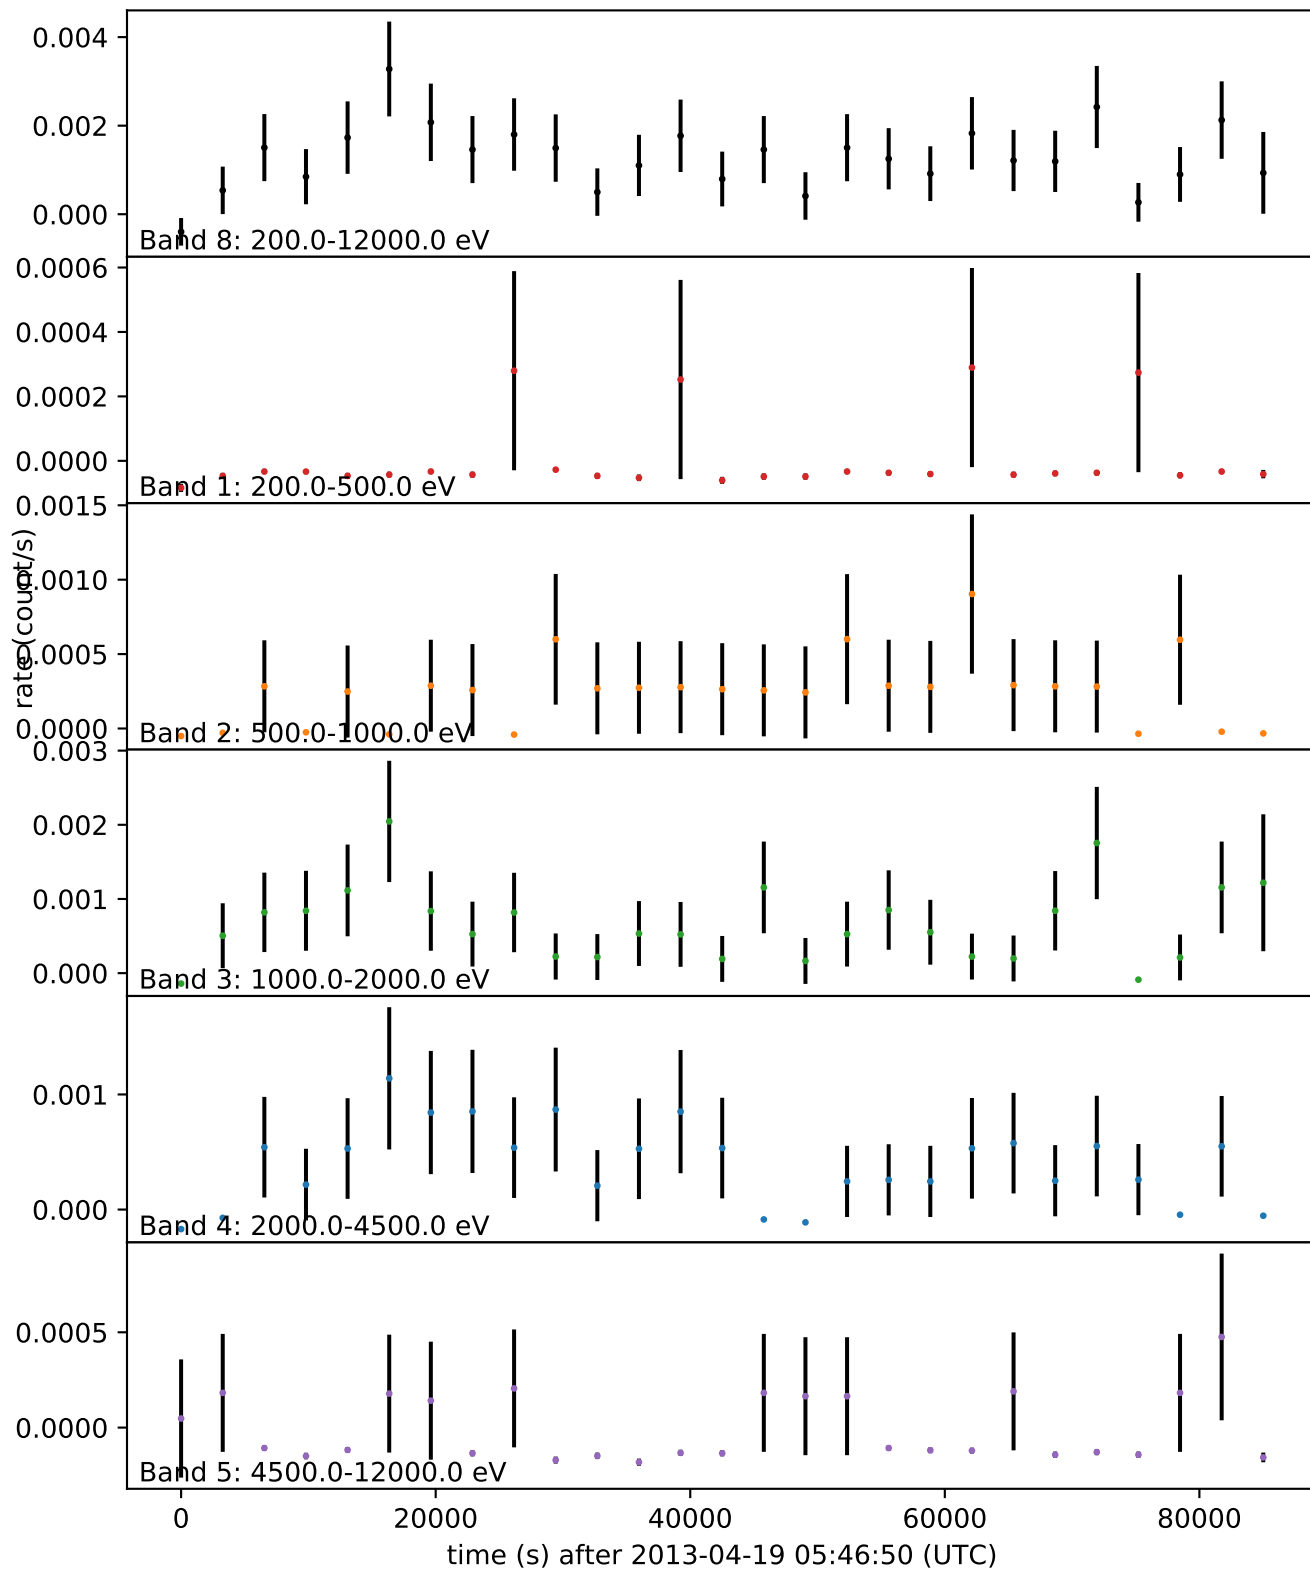 0.004
0.002
0.000
Band 8: 200.0-12000.0 eV
0.0006
0.0004
0.0002
0.0000
Band 1: 200.0-500.0 eV
0.0015
0.0010
0.0005
0.0000
Band 2: 500.0-1000.0 eV
rate (count/s)
0.003
0.002
0.001
0.000
Band 3: 1000.0-2000.0 eV
0.001
0.000
Band 4: 2000.0-4500.0 eV
0.0005
0.0000
Band 5: 4500.0-12000.0 eV
0 20000 40000 60000 80000
time (s) after 2013-04-19 05:46:50 (UTC)